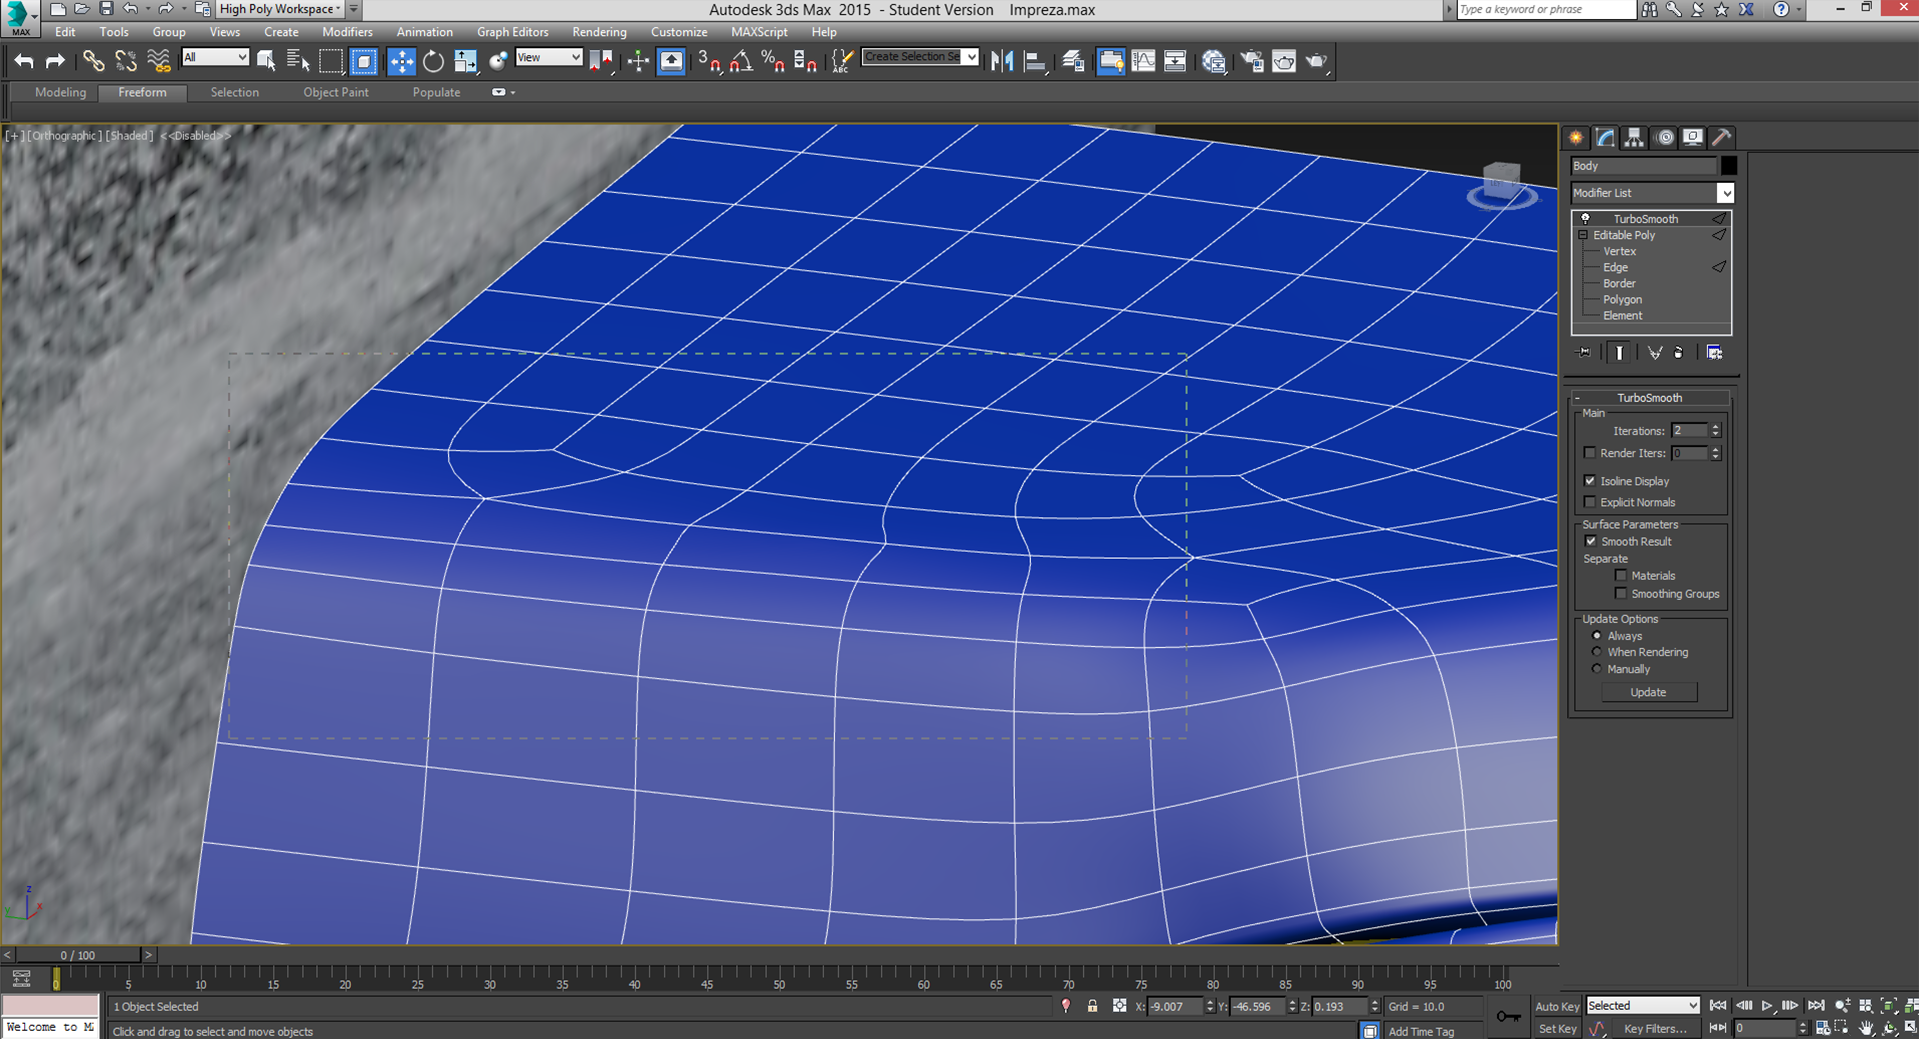 High Poly Workspace
Autodesk 3ds Max 2015 - Student Version Impreza.max
Type a keyword or phrase
MAX
Edit Tools Group Views Create Modifiers Animation Graph Editors Rendering Customize MAXScript Help
All
View
3
%
ABC
Create Selection Se
Modeling Freeform Selection Object Paint Populate
[+] [Orthographic] [Shaded] <<Disabled>>
Body
Modifier List
TurboSmooth
Editable Poly
Vertex
Edge
Border
Polygon
Element
- TurboSmooth
Main
Iterations: 2
Render Iters: 0
Isoline Display
Explicit Normals
Surface Parameters
Smooth Result
Separate
Materials
Smoothing Groups
Update Options
Always
When Rendering
Manually
Update
z
x
y
< 0 / 100 >
0 5 10 15 20 25 30 35 40 45 50 55 60 65 70 75 80 85 90 95 100
1 Object Selected
X: -9.007 Y: -46.596 Z: 0.193 Grid = 10.0
Auto Key Selected
Welcome to MA
Click and drag to select and move objects
Add Time Tag
Set Key Key Filters... 0